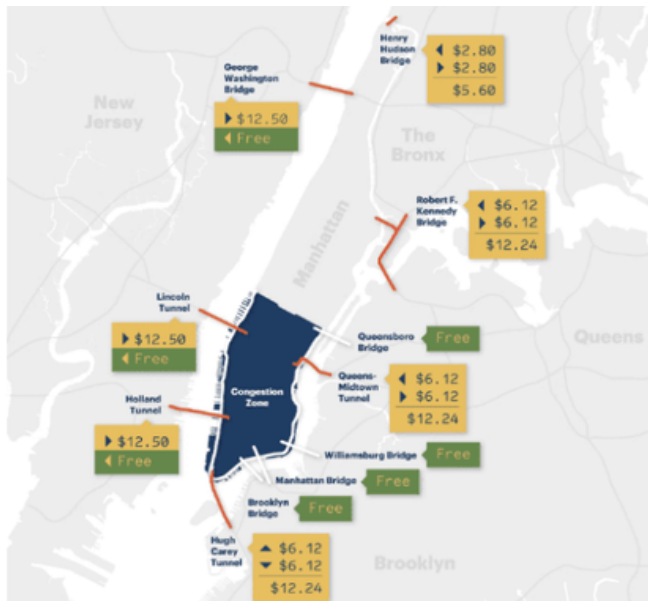 Henry
Hudson
Bridge
◀ $2.80
▶ $2.80
$5.60
George
Washington
Bridge
▶ $12.50
◀ Free
New
Jersey
The
Bronx
Manhattan
Robert F.
Kennedy
Bridge
◀ $6.12
▶ $6.12
$12.24
Lincoln
Tunnel
▶ $12.50
◀ Free
Queensboro
Bridge
Free
Queens
Queens-
Midtown
Tunnel
◀ $6.12
▶ $6.12
$12.24
Congestion
Zone
Holland
Tunnel
▶ $12.50
◀ Free
Williamsburg Bridge
Free
Manhattan Bridge
Free
Brooklyn
Bridge
Free
Hugh
Carey
Tunnel
▲ $6.12
▼ $6.12
$12.24
Brooklyn